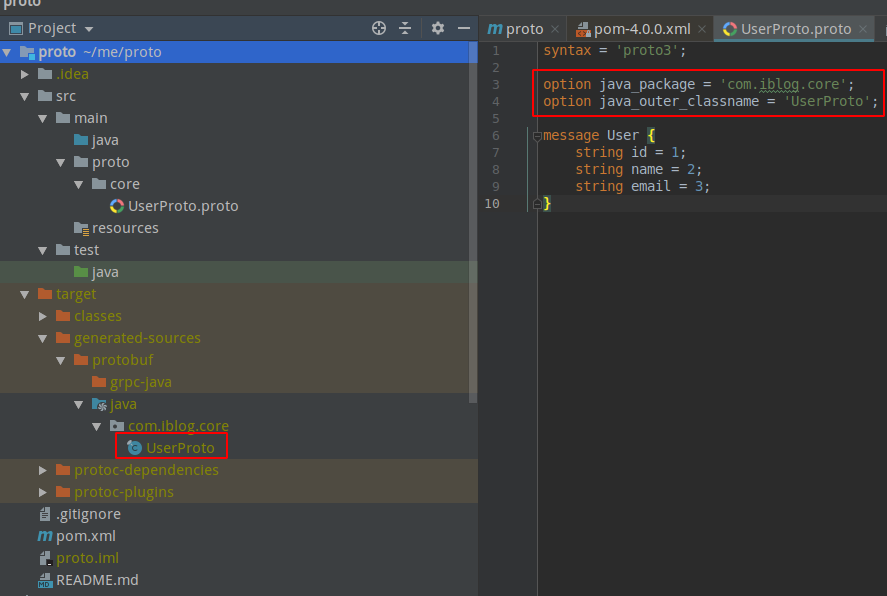 proto
Project
proto ~/me/proto
.idea
src
main
java
proto
core
UserProto.proto
resources
test
java
target
classes
generated-sources
protobuf
grpc-java
java
com.iblog.core
UserProto
protoc-dependencies
protoc-plugins
.gitignore
pom.xml
proto.iml
README.md
proto pom-4.0.0.xml UserProto.proto
1 syntax = 'proto3';
2
3 option java_package = 'com.iblog.core';
4 option java_outer_classname = 'UserProto';
5
6 message User {
7 string id = 1;
8 string name = 2;
9 string email = 3;
10 }